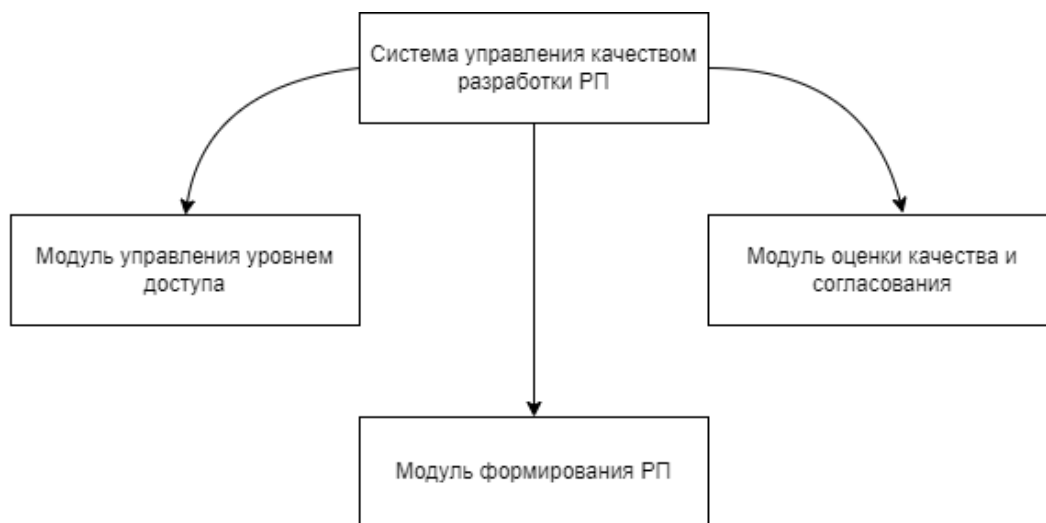 Система управления качеством
разработки РП
Модуль управления уровнем
доступа
Модуль оценки качества и
согласования
Модуль формирования РП